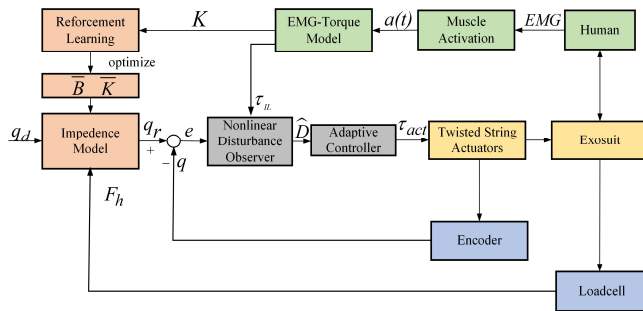 Reforcement
Learning
K
EMG-Torque
Model
a(t)
Muscle
Activation
EMG
Human
optimize
B̅ K̅
τ_IL
q_d
Impedence
Model
q_r
+
−
e
q
Nonlinear
Disturbance
Observer
D̂
Adaptive
Controller
τ_act
Twisted String
Actuators
Exosuit
F_h
Encoder
Loadcell